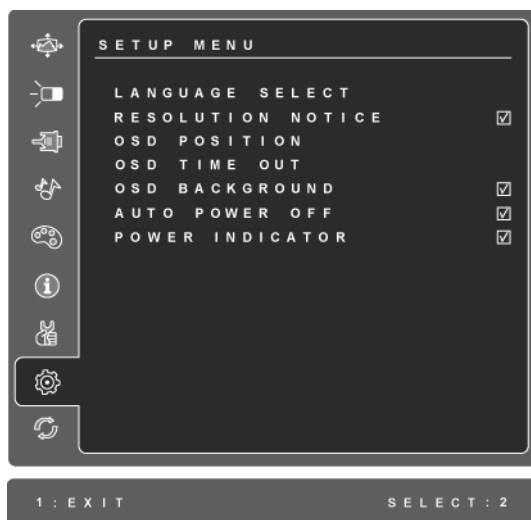 SETUP MENU
LANGUAGE SELECT
RESOLUTION NOTICE ☑
OSD POSITION
OSD TIME OUT
OSD BACKGROUND ☑
AUTO POWER OFF ☑
POWER INDICATOR ☑
1:EXIT SELECT:2